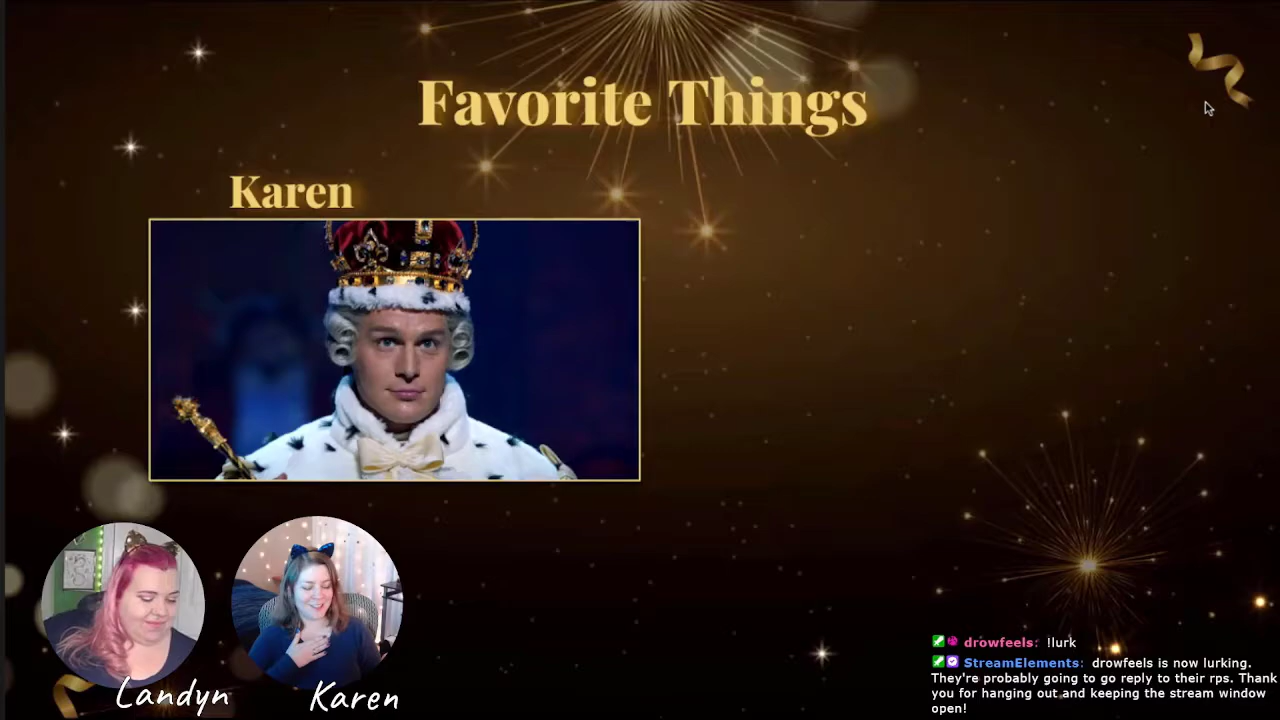 Favorite Things
Karen
Landyn
Karen
drowfeels: !lurk
StreamElements: drowfeels is now lurking.
They're probably going to go reply to their rps. Thank
you for hanging out and keeping the stream window
open!